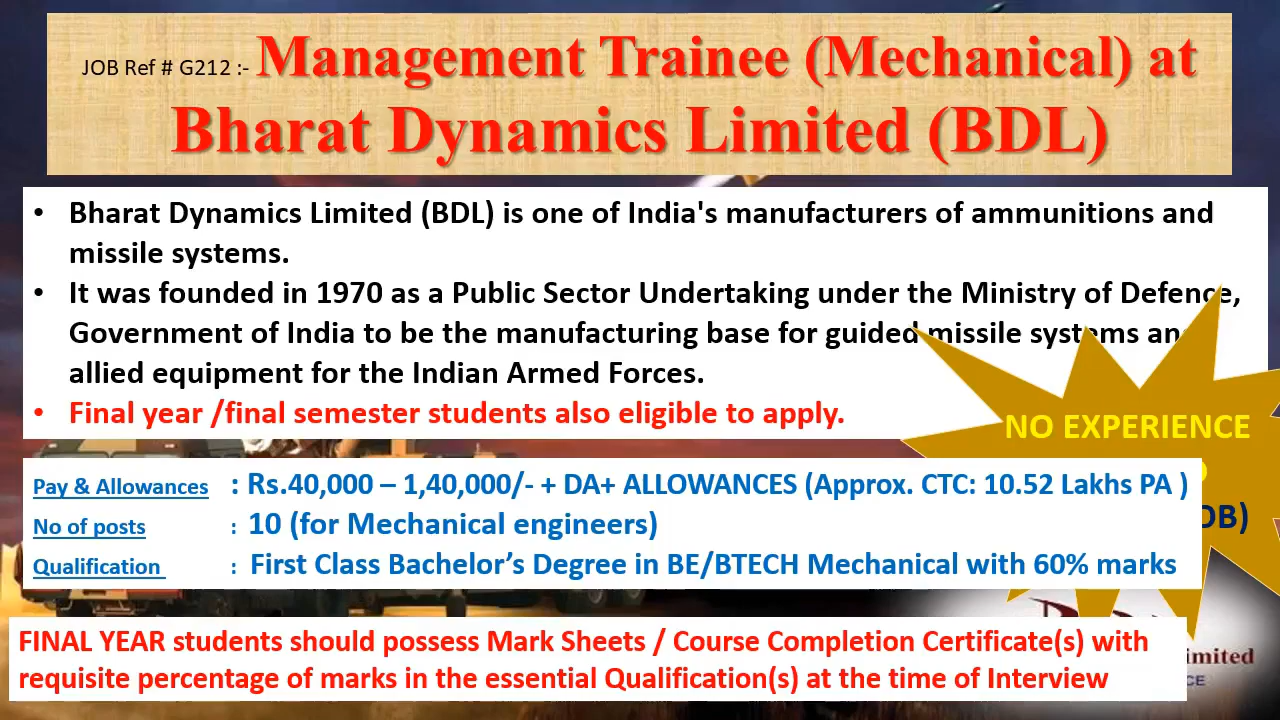 JOB Ref # G212 :- Management Trainee (Mechanical) at
Bharat Dynamics Limited (BDL)
• Bharat Dynamics Limited (BDL) is one of India's manufacturers of ammunitions and
missile systems.
• It was founded in 1970 as a Public Sector Undertaking under the Ministry of Defence,
Government of India to be the manufacturing base for guided missile systems and
allied equipment for the Indian Armed Forces.
• Final year /final semester students also eligible to apply.
NO EXPERIENCE
OB)
Pay & Allowances : Rs.40,000 – 1,40,000/- + DA+ ALLOWANCES (Approx. CTC: 10.52 Lakhs PA )
No of posts : 10 (for Mechanical engineers)
Qualification : First Class Bachelor’s Degree in BE/BTECH Mechanical with 60% marks
FINAL YEAR students should possess Mark Sheets / Course Completion Certificate(s) with
requisite percentage of marks in the essential Qualification(s) at the time of Interview
imited
CE